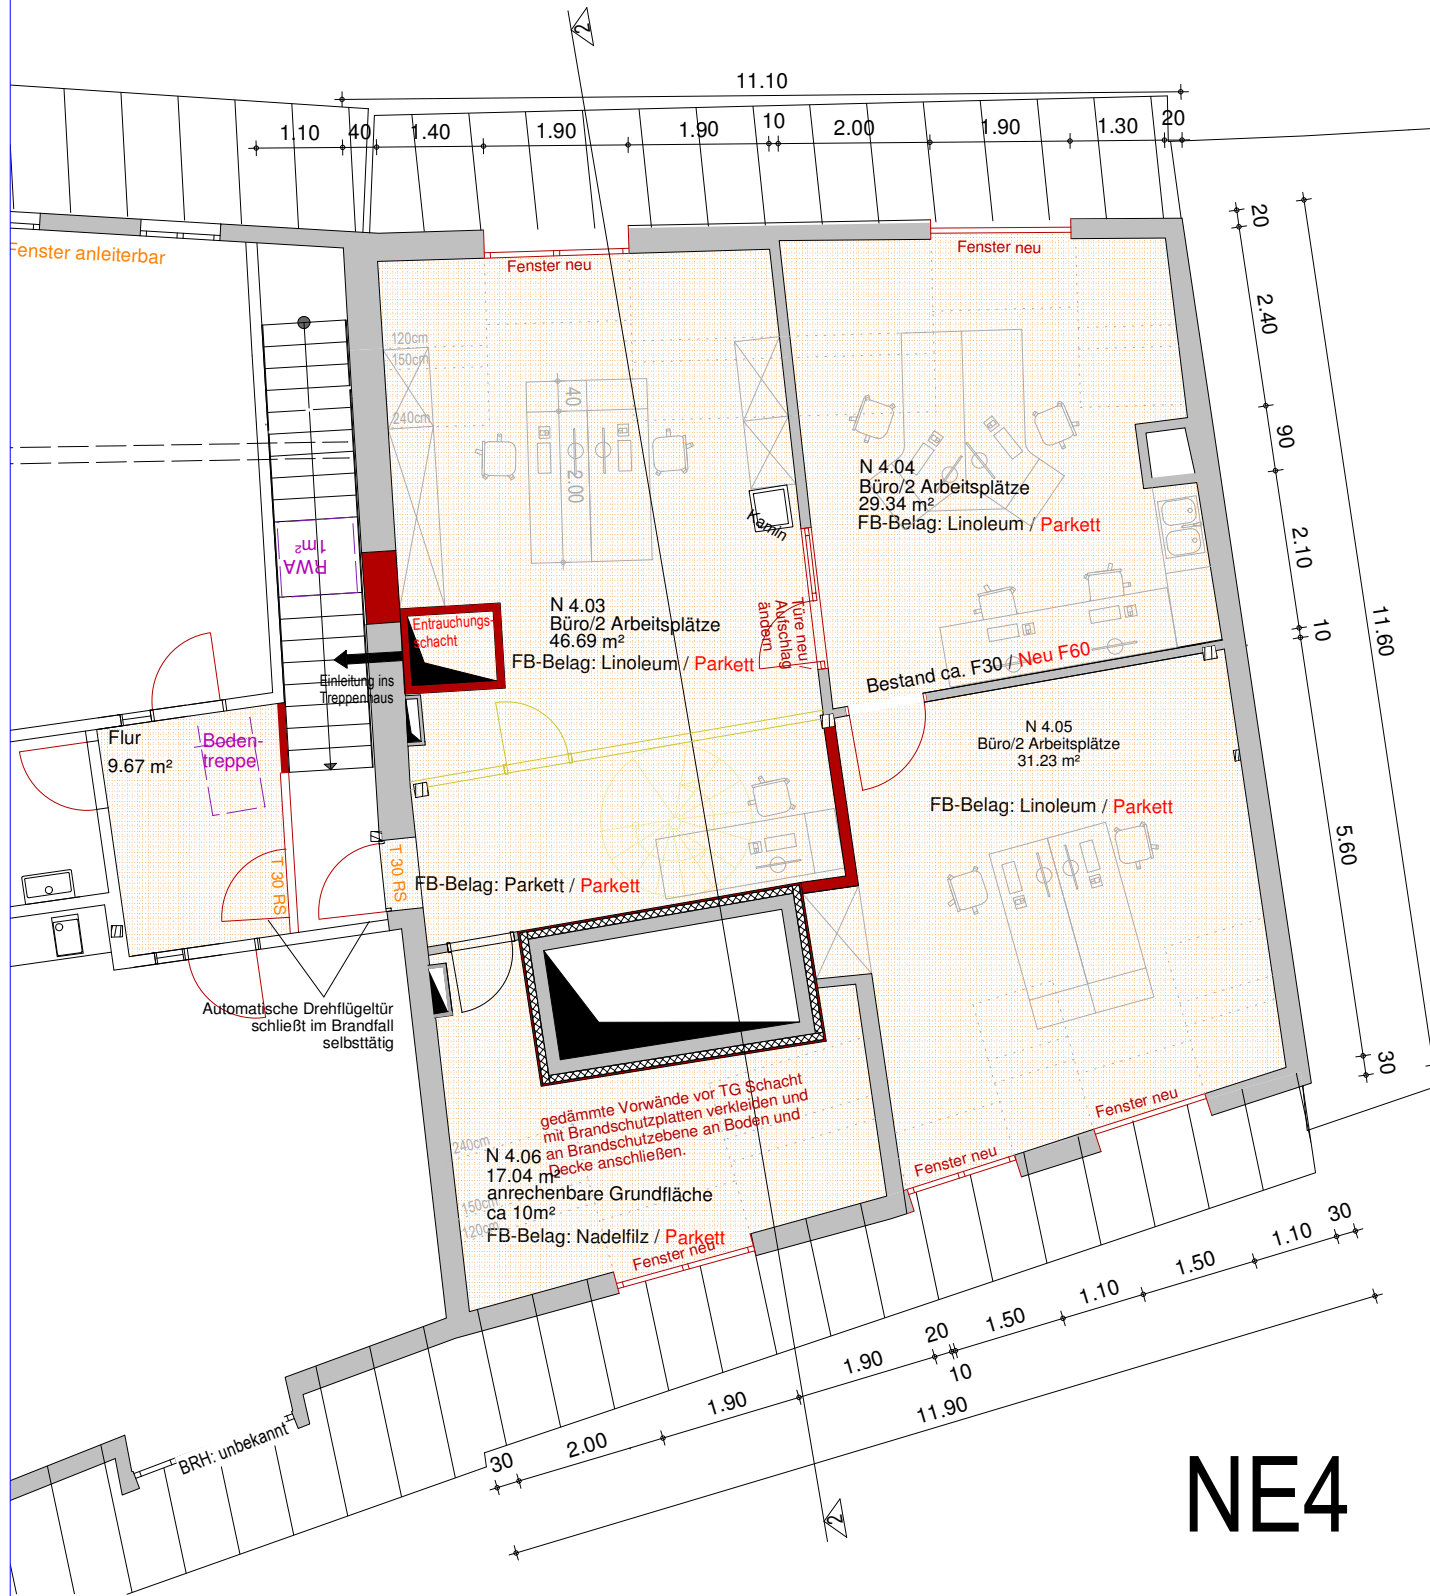 2
11.10
1.10
40
1.40
1.90
1.90
10
2.00
1.90
1.30
20
Fenster anleiterbar
Fenster neu
Fenster neu
20
2.40
90
2.10
10
5.60
30
11.60
120cm
150cm
240cm
40
2.00
Kamin
N 4.04
Büro/2 Arbeitsplätze
29.34 m²
FB-Belag: Linoleum / Parkett
RWA
1m²
Entrauchungs-
schacht
Einleitung ins
Treppenhaus
N 4.03
Büro/2 Arbeitsplätze
46.69 m²
FB-Belag: Linoleum / Parkett
Türe neu /
Aufschlag
ändern
Bestand ca. F30 / Neu F60
Flur
9.67 m²
Boden-
treppe
N 4.05
Büro/2 Arbeitsplätze
31.23 m²
FB-Belag: Linoleum / Parkett
T 30 RS
T 30 RS
FB-Belag: Parkett / Parkett
Automatische Drehflügeltür
schließt im Brandfall
selbsttätig
gedämmte Vorwände vor TG Schacht
mit Brandschutzplatten verkleiden und
an Brandschutzebene an Boden und
Decke anschließen.
240cm
150cm
120cm
N 4.06
17.04 m²
anrechenbare Grundfläche
ca 10m²
FB-Belag: Nadelfilz / Parkett
Fenster neu
Fenster neu
Fenster neu
BRH: unbekannt
30
2.00
1.90
1.90
20
10
1.50
1.10
1.50
1.10
30
11.90
2
NE4